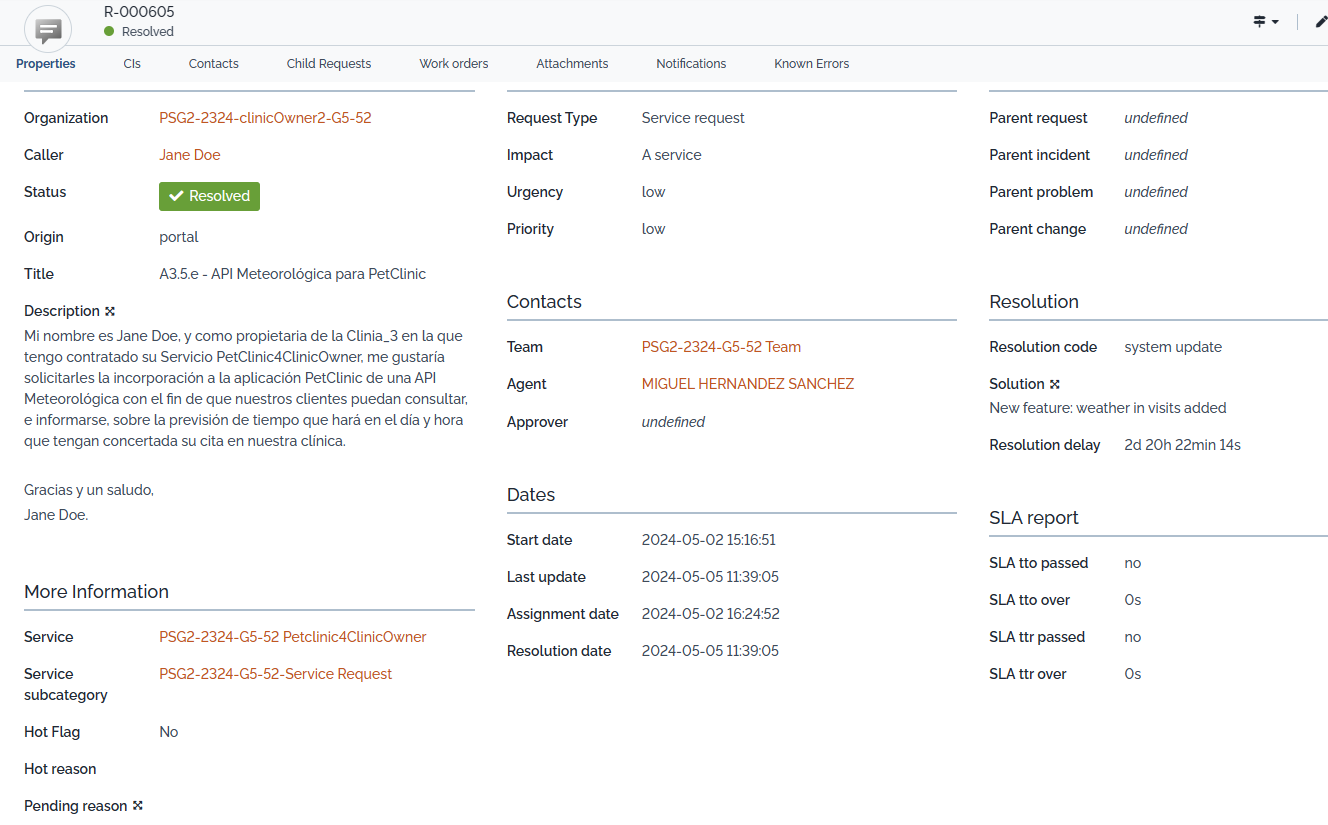 R-000605
Resolved
Properties CIs Contacts Child Requests Work orders Attachments Notifications Known Errors
Organization PSG2-2324-clinicOwner2-G5-52
Caller Jane Doe
Status Resolved
Origin portal
Title A3.5.e - API Meteorológica para PetClinic
Description
Mi nombre es Jane Doe, y como propietaria de la Clinia_3 en la que
tengo contratado su Servicio PetClinic4ClinicOwner, me gustaría
solicitarles la incorporación a la aplicación PetClinic de una API
Meteorológica con el fin de que nuestros clientes puedan consultar,
e informarse, sobre la previsión de tiempo que hará en el día y hora
que tengan concertada su cita en nuestra clínica.
Gracias y un saludo,
Jane Doe.
More Information
Service PSG2-2324-G5-52 Petclinic4ClinicOwner
Service
subcategory PSG2-2324-G5-52-Service Request
Hot Flag No
Hot reason
Pending reason
Request Type Service request
Impact A service
Urgency low
Priority low
Contacts
Team PSG2-2324-G5-52 Team
Agent MIGUEL HERNANDEZ SANCHEZ
Approver undefined
Dates
Start date 2024-05-02 15:16:51
Last update 2024-05-05 11:39:05
Assignment date 2024-05-02 16:24:52
Resolution date 2024-05-05 11:39:05
Parent request undefined
Parent incident undefined
Parent problem undefined
Parent change undefined
Resolution
Resolution code system update
Solution
New feature: weather in visits added
Resolution delay 2d 20h 22min 14s
SLA report
SLA tto passed no
SLA tto over 0s
SLA ttr passed no
SLA ttr over 0s